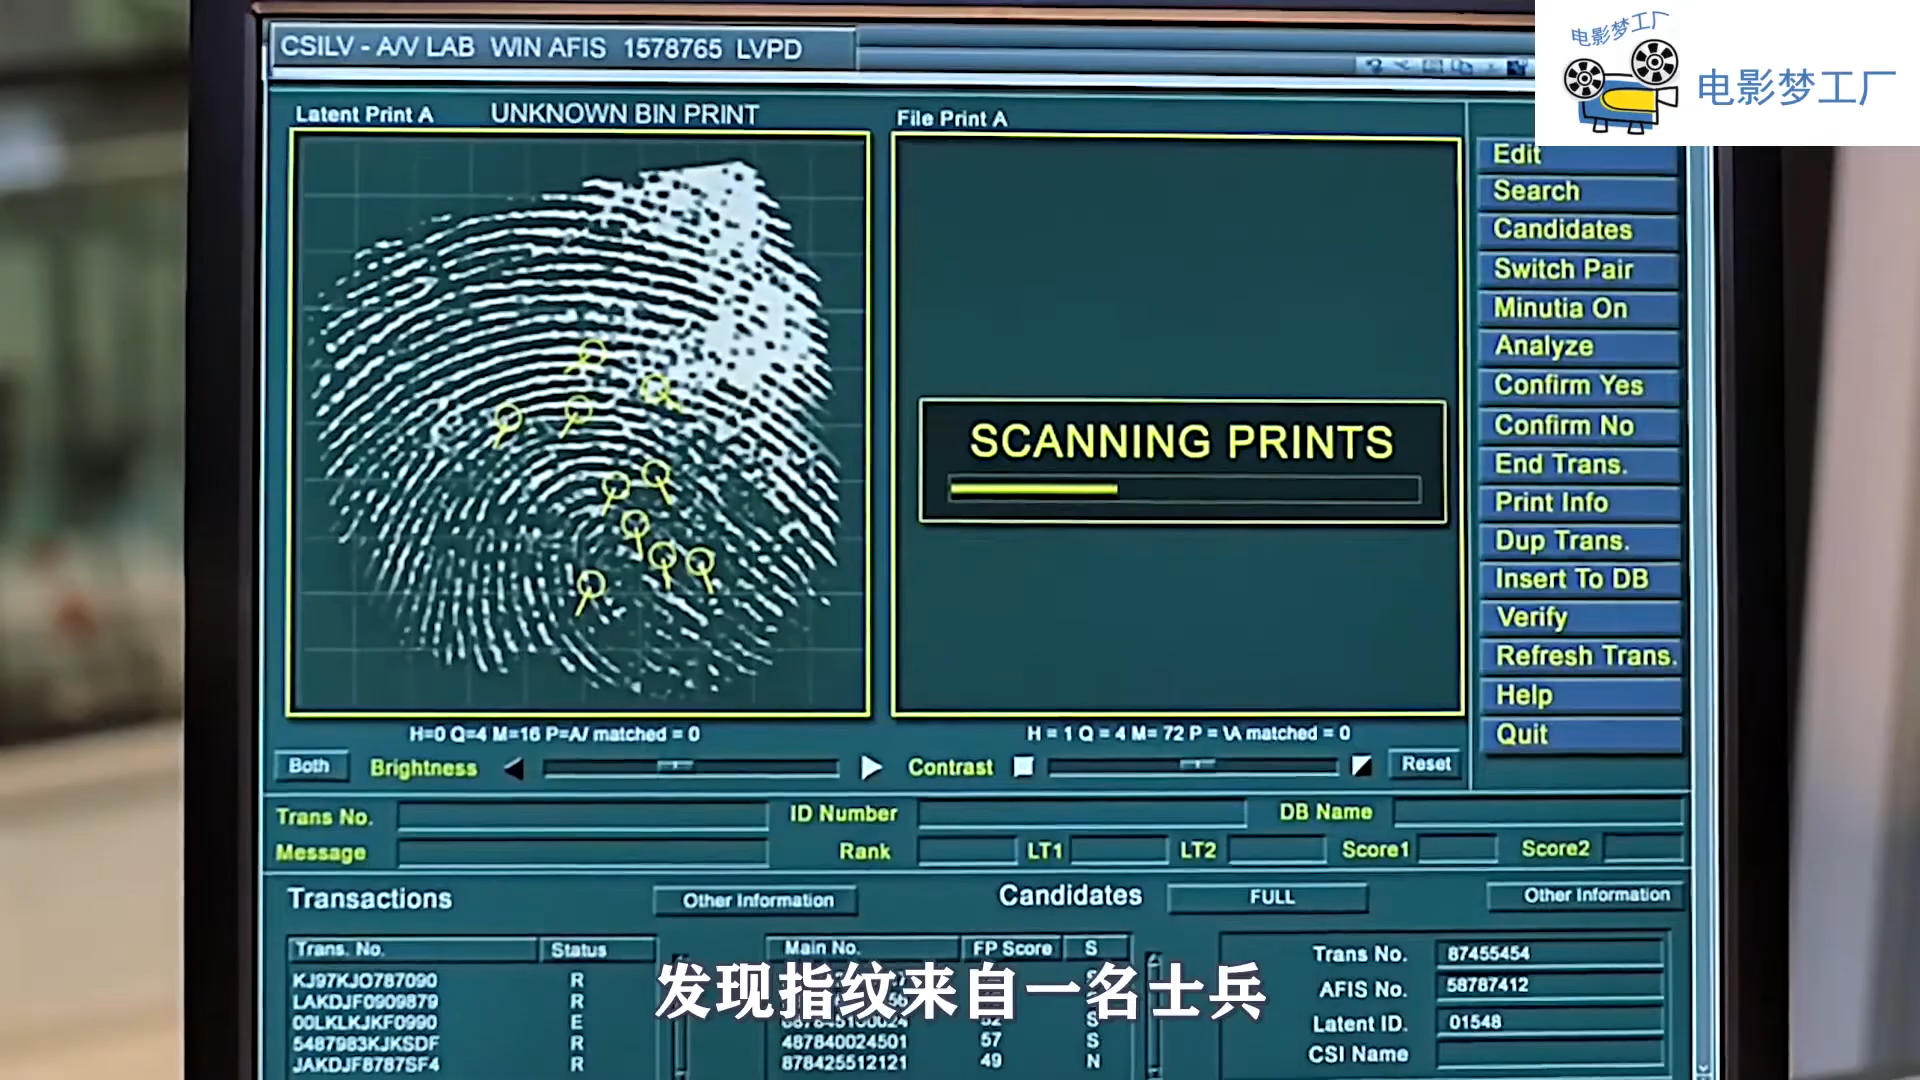 CSILV - A/V LAB WIN AFIS 1578765 LVPD
电影梦工厂
电影梦工厂
Latent Print A UNKNOWN BIN PRINT
File Print A
SCANNING PRINTS
Edit
Search
Candidates
Switch Pair
Minutia On
Analyze
Confirm Yes
Confirm No
End Trans.
Print Info
Dup Trans.
Insert To DB
Verify
Refresh Trans.
Help
Quit
H=0 Q=4 M=16 P=A/ matched = 0
H = 1 Q = 4 M= 72 P = \A matched = 0
Both Brightness Contrast Reset
Trans No. ID Number DB Name
Message Rank LT1 LT2 Score1 Score2
Transactions Other Information
Candidates FULL Other Information
Trans. No. Status
KJ97KJO787090 R
LAKDJF0909879 R
00LKLKJKF0990 E
5487983KJKSDF R
JAKDJF8787SF4 R
Main No. FP Score S
487840024501 57 S
878425512121 49 N
Trans No. 87455454
AFIS No. 58787412
Latent ID. 01548
CSI Name
发现指纹来自一名士兵